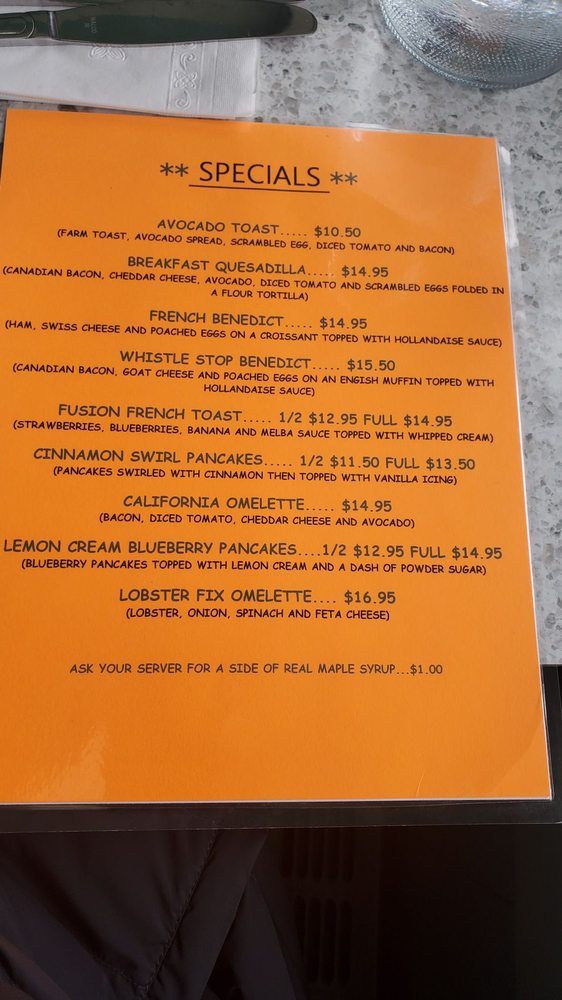 ** SPECIALS **
AVOCADO TOAST..... $10.50
(FARM TOAST, AVOCADO SPREAD, SCRAMBLED EGG, DICED TOMATO AND BACON)
BREAKFAST QUESADILLA..... $14.95
(CANADIAN BACON, CHEDDAR CHEESE, AVOCADO, DICED TOMATO AND SCRAMBLED EGGS FOLDED IN
A FLOUR TORTILLA)
FRENCH BENEDICT..... $14.95
(HAM, SWISS CHEESE AND POACHED EGGS ON A CROISSANT TOPPED WITH HOLLANDAISE SAUCE)
WHISTLE STOP BENEDICT..... $15.50
(CANADIAN BACON, GOAT CHEESE AND POACHED EGGS ON AN ENGISH MUFFIN TOPPED WITH
HOLLANDAISE SAUCE)
FUSION FRENCH TOAST..... 1/2 $12.95 FULL $14.95
(STRAWBERRIES, BLUEBERRIES, BANANA AND MELBA SAUCE TOPPED WITH WHIPPED CREAM)
CINNAMON SWIRL PANCAKES..... 1/2 $11.50 FULL $13.50
(PANCAKES SWIRLED WITH CINNAMON THEN TOPPED WITH VANILLA ICING)
CALIFORNIA OMELETTE..... $14.95
(BACON, DICED TOMATO, CHEDDAR CHEESE AND AVOCADO)
LEMON CREAM BLUEBERRY PANCAKES....1/2 $12.95 FULL $14.95
(BLUEBERRY PANCAKES TOPPED WITH LEMON CREAM AND A DASH OF POWDER SUGAR)
LOBSTER FIX OMELETTE.... $16.95
(LOBSTER, ONION, SPINACH AND FETA CHEESE)
ASK YOUR SERVER FOR A SIDE OF REAL MAPLE SYRUP...$1.00